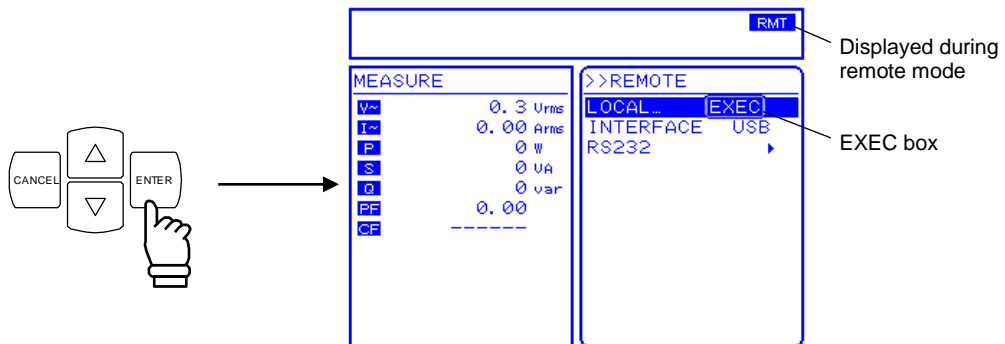 RMT
Displayed during
remote mode
MEASURE
V~ 0.3 Vrms
I~ 0.00 Arms
P 0 W
S 0 VA
Q 0 var
PF 0.00
CF ------
>>REMOTE
LOCAL… EXEC
INTERFACE USB
RS232
EXEC box
CANCEL
ENTER